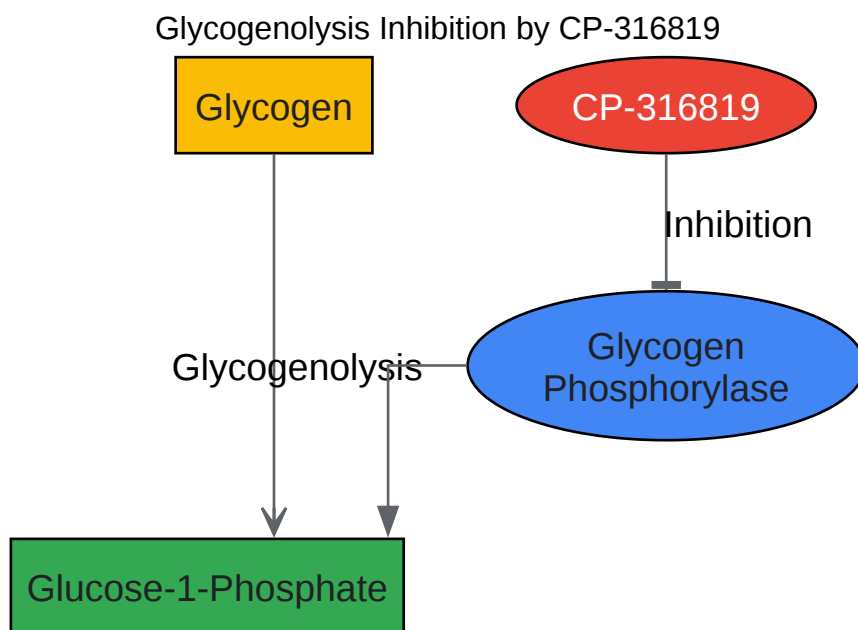 Glycogenolysis Inhibition by CP-316819
Glycogen
CP-316819
Inhibition
Glycogen
Phosphorylase
Glycogenolysis
Glucose-1-Phosphate